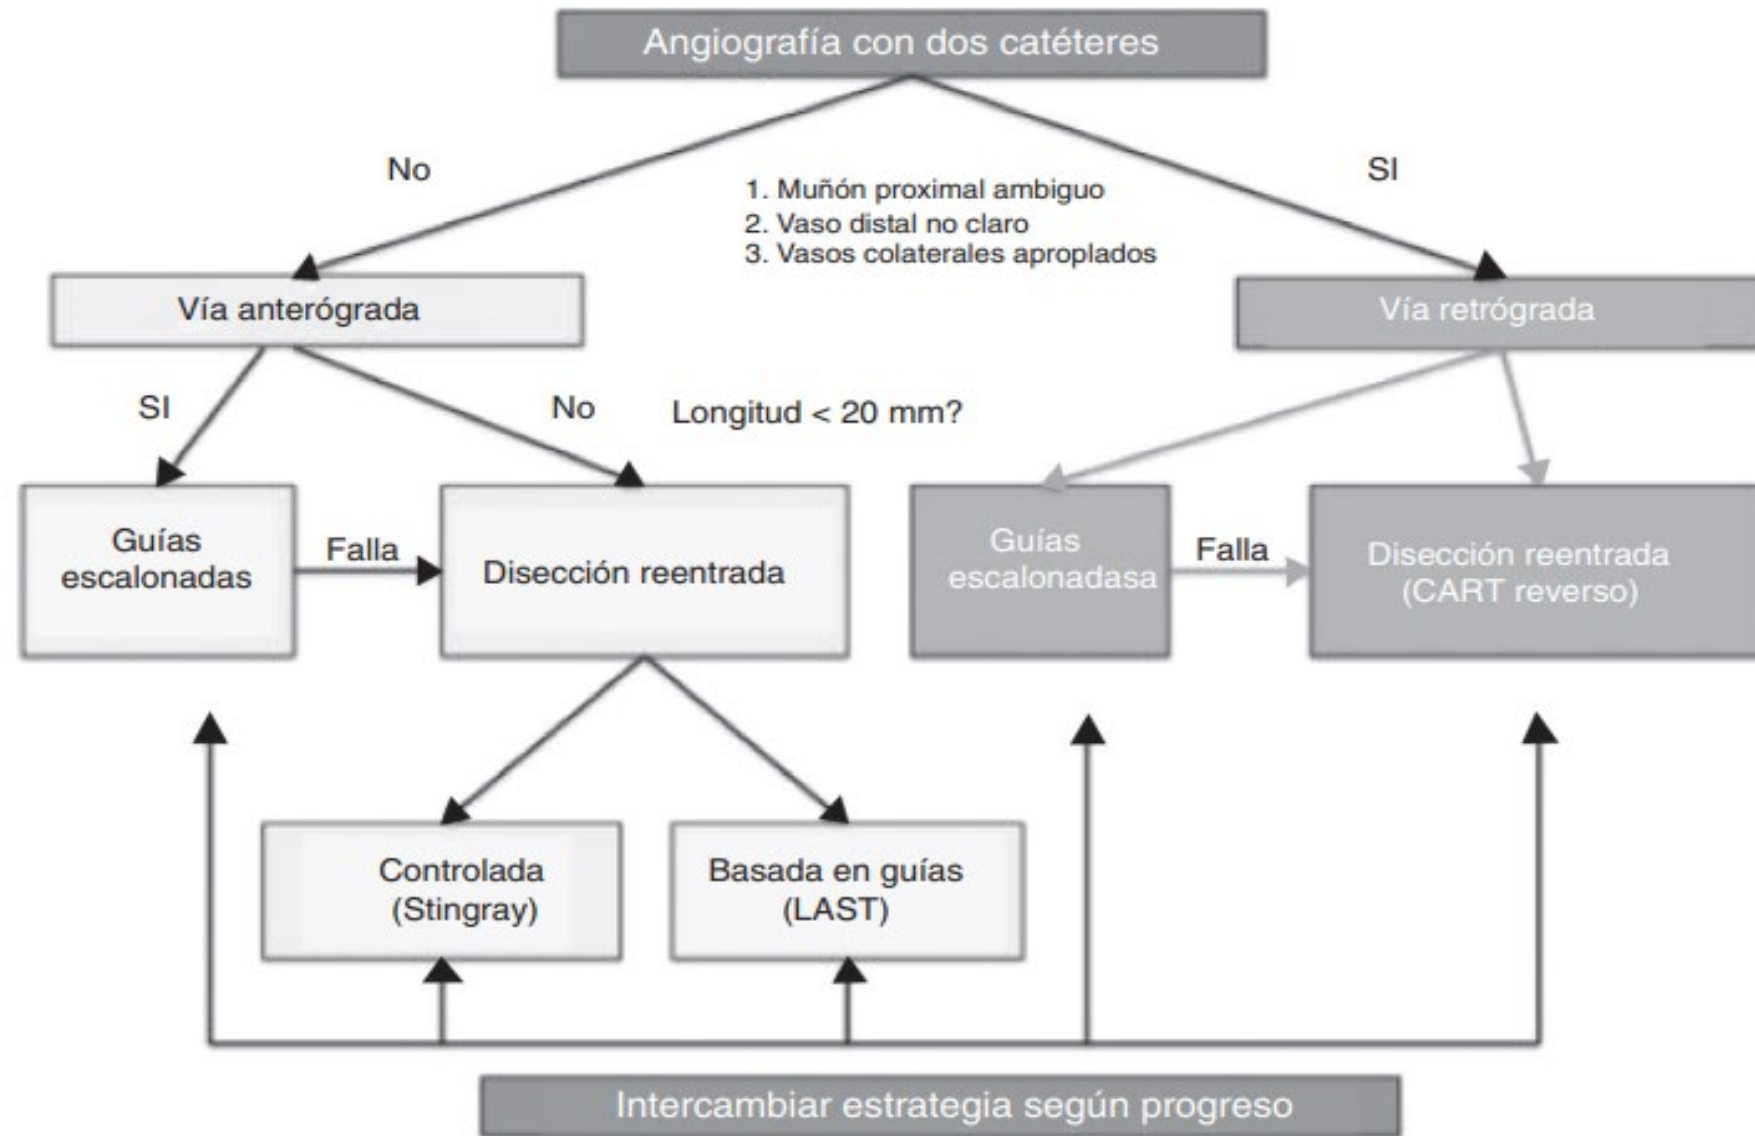 Angiografía con dos catéteres
No
SI
1. Muñón proximal ambiguo
2. Vaso distal no claro
3. Vasos colaterales aproplados
Vía anterógrada
Vía retrógrada
SI
No
Longitud < 20 mm?
Guías
escalonadas
Falla
Disección reentrada
Guías
escalonadasa
Falla
Disección reentrada
(CART reverso)
Controlada
(Stingray)
Basada en guías
(LAST)
Intercambiar estrategia según progreso